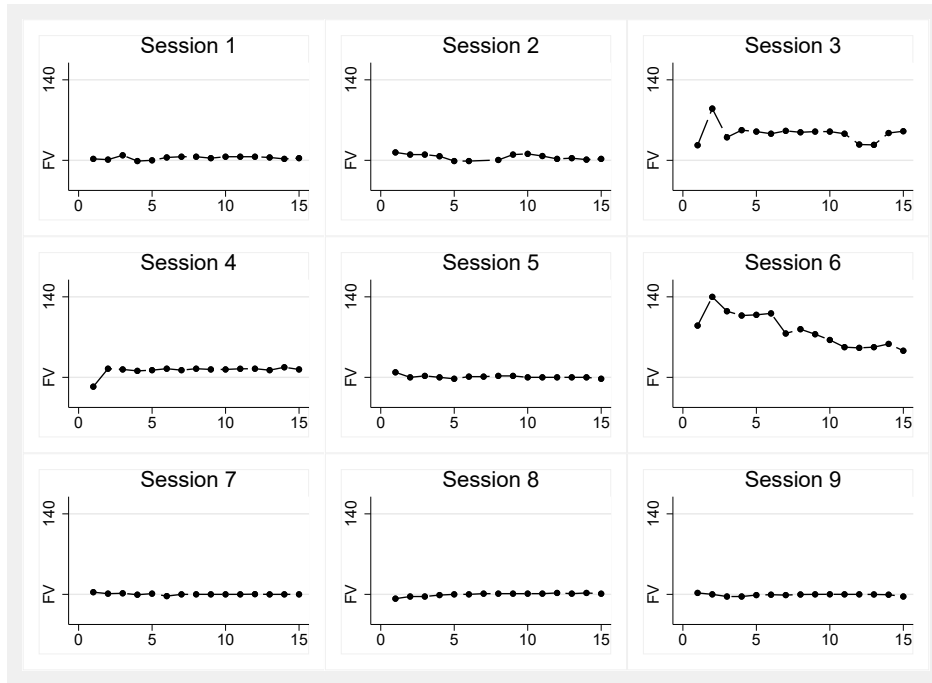 Session 1
140
FV
0 5 10 15
Session 2
140
FV
0 5 10 15
Session 3
140
FV
0 5 10 15
Session 4
140
FV
0 5 10 15
Session 5
140
FV
0 5 10 15
Session 6
140
FV
0 5 10 15
Session 7
140
FV
0 5 10 15
Session 8
140
FV
0 5 10 15
Session 9
140
FV
0 5 10 15